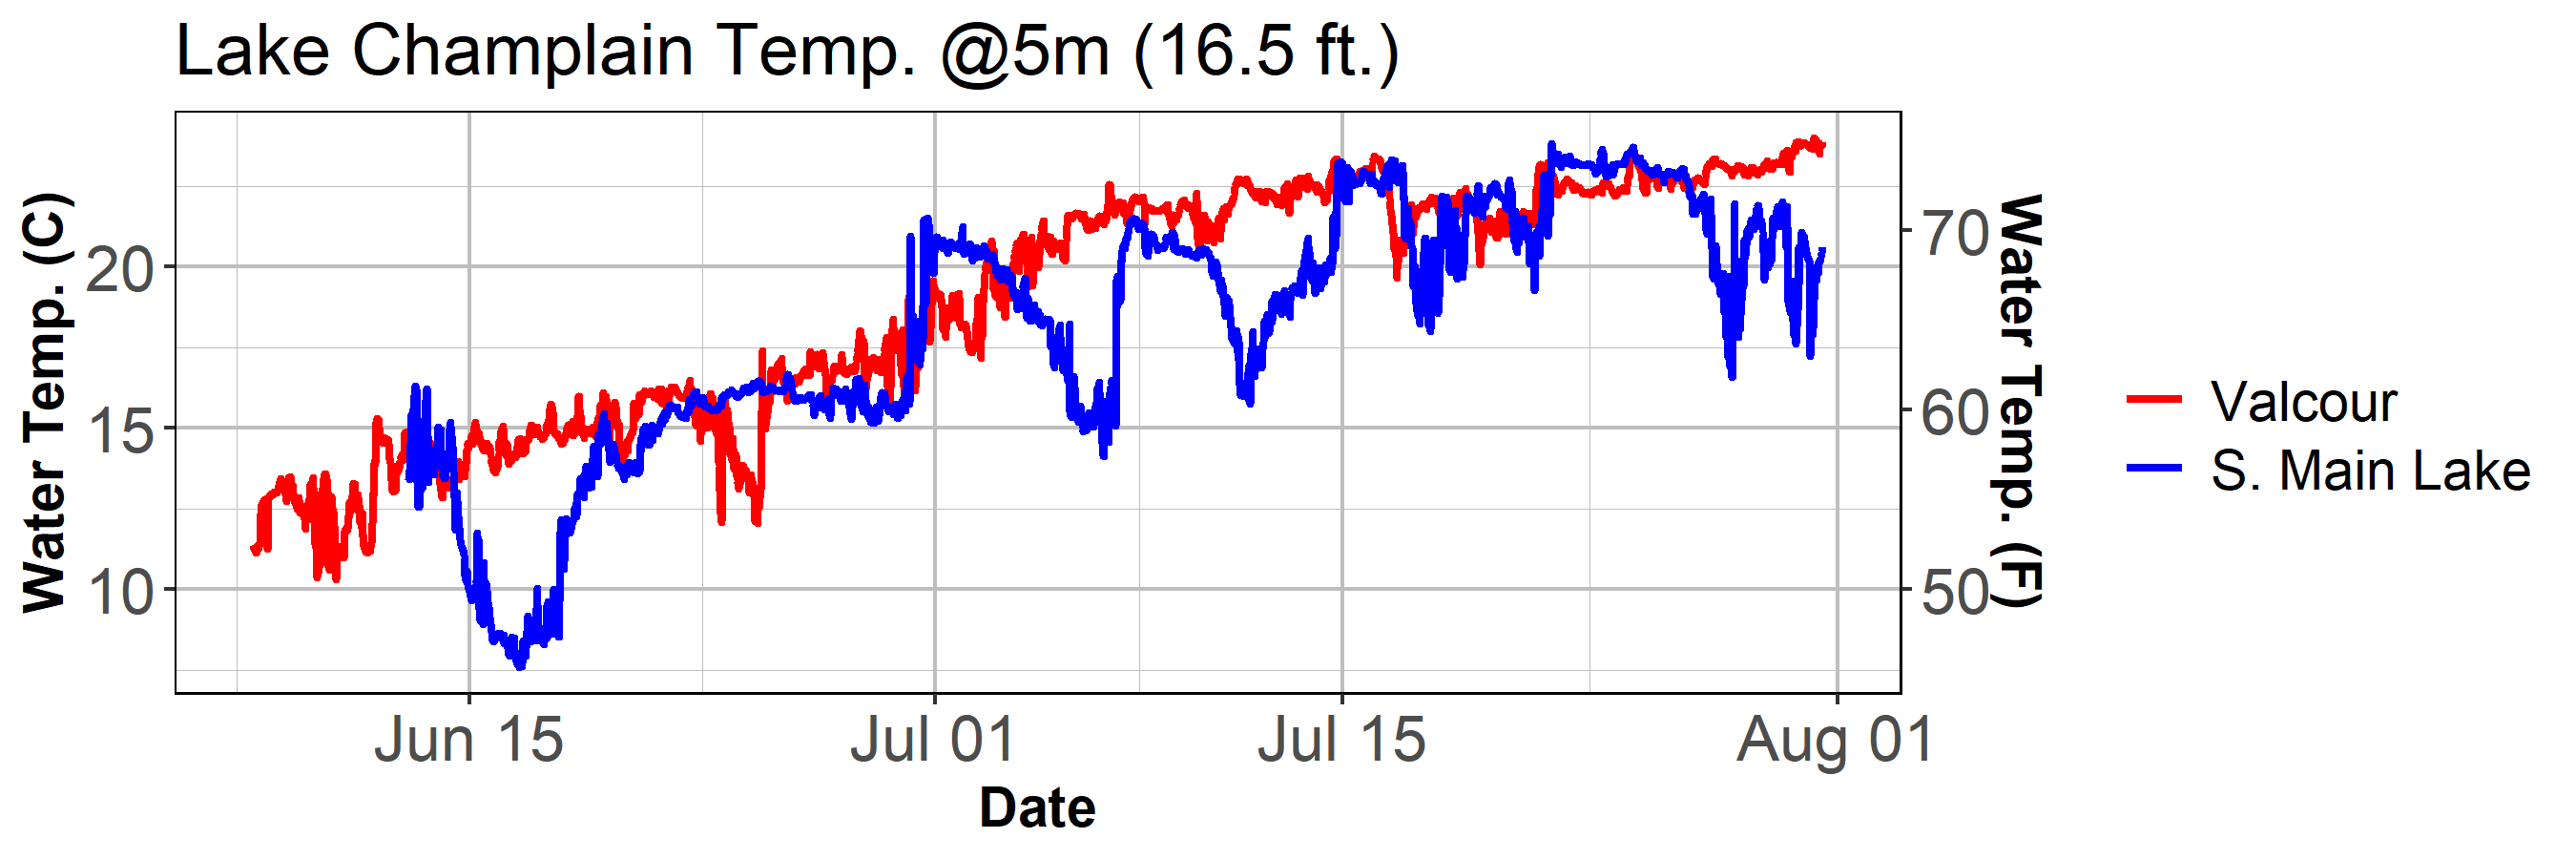 Lake Champlain Temp. @5m (16.5 ft.)
Water Temp. (C)
20
15
10
70
60
50
Water Temp. (F)
Jun 15
Jul 01
Jul 15
Aug 01
Date
Valcour
S. Main Lake